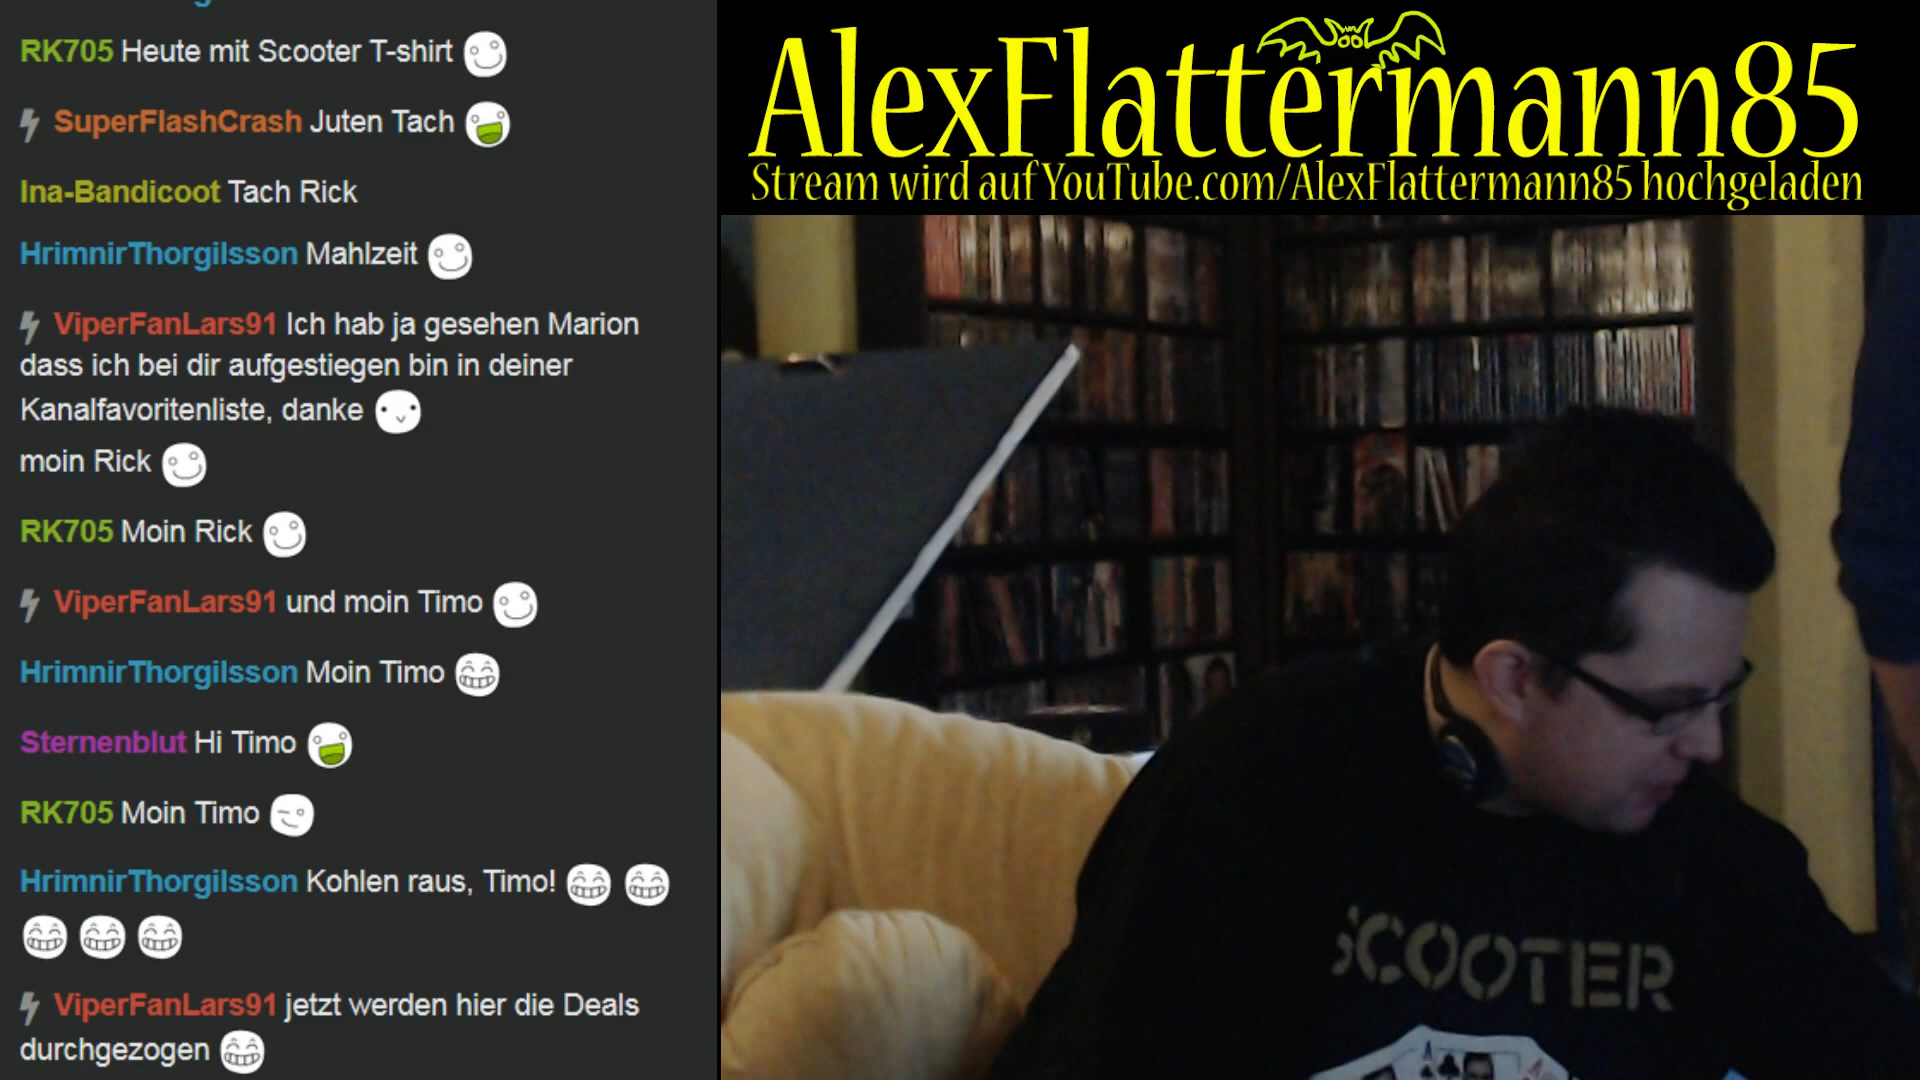 RK705 Heute mit Scooter T-shirt
SuperFlashCrash Juten Tach
Ina-Bandicoot Tach Rick
HrimnirThorgilsson Mahlzeit
ViperFanLars91 Ich hab ja gesehen Marion
dass ich bei dir aufgestiegen bin in deiner
Kanalfavoritenliste, danke
moin Rick
RK705 Moin Rick
ViperFanLars91 und moin Timo
HrimnirThorgilsson Moin Timo
Sternenblut Hi Timo
RK705 Moin Timo
HrimnirThorgilsson Kohlen raus, Timo!
ViperFanLars91 jetzt werden hier die Deals
durchgezogen
AlexFlattermann85
Stream wird auf YouTube.com/AlexFlattermann85 hochgeladen
SCOOTER
A